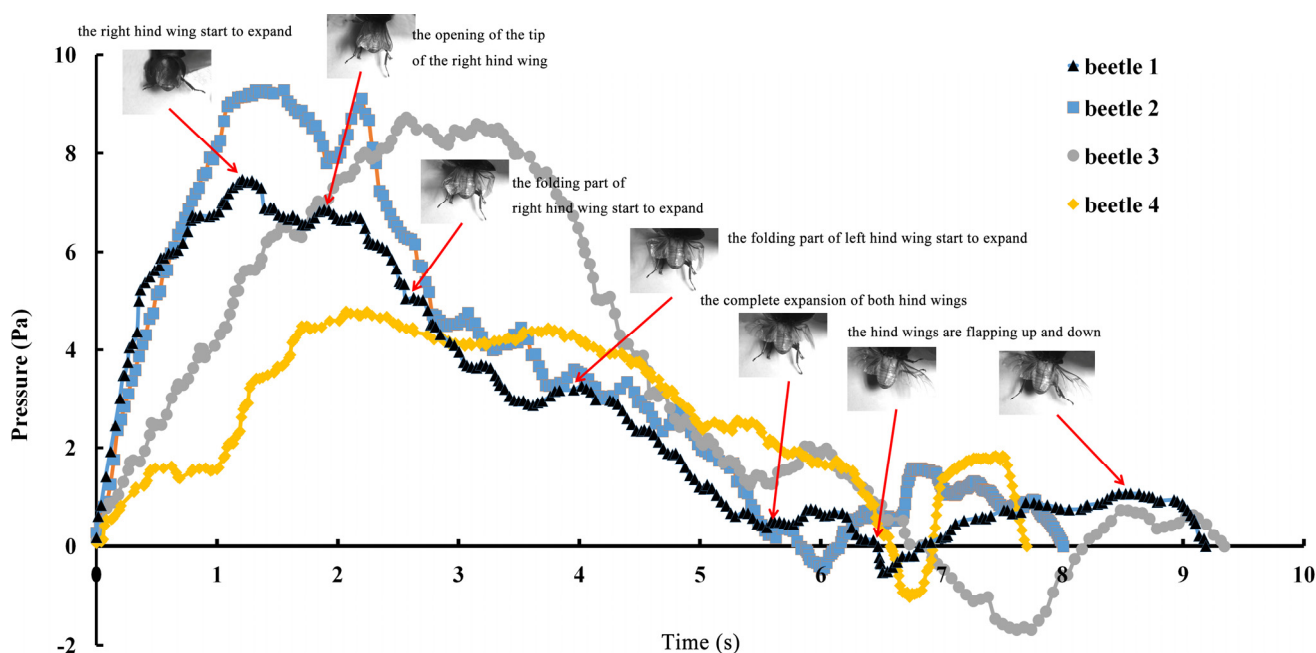 the right hind wing start to expand
the opening of the tip
of the right hind wing
the folding part of
right hind wing start to expand
the folding part of left hind wing start to expand
the complete expansion of both hind wings
the hind wings are flapping up and down
beetle 1
beetle 2
beetle 3
beetle 4
Pressure (Pa)
10
8
6
4
2
0
-2
0 1 2 3 4 5 6 7 8 9 10
Time (s)